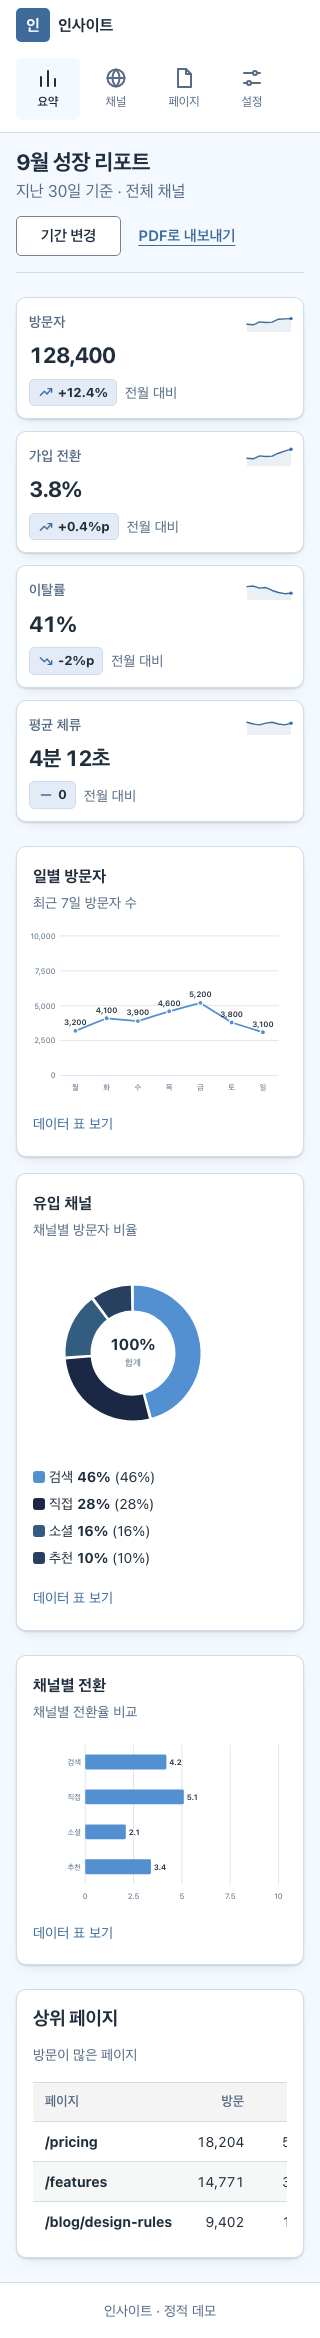 인 인사이트
요약 채널 페이지 설정
9월 성장 리포트
지난 30일 기준 · 전체 채널
기간 변경 PDF로 내보내기
방문자
128,400
+12.4% 전월 대비
가입 전환
3.8%
+0.4%p 전월 대비
이탈률
41%
-2%p 전월 대비
평균 체류
4분 12초
0 전월 대비
일별 방문자
최근 7일 방문자 수
10,000
7,500
5,000
2,500
0
3,200 4,100 3,900 4,600 5,200 3,800 3,100
월 화 수 목 금 토 일
데이터 표 보기
유입 채널
채널별 방문자 비율
100%
합계
검색 46% (46%)
직접 28% (28%)
소셜 16% (16%)
추천 10% (10%)
데이터 표 보기
채널별 전환
채널별 전환율 비교
검색 4.2
직접 5.1
소셜 2.1
추천 3.4
0 2.5 5 7.5 10
데이터 표 보기
상위 페이지
방문이 많은 페이지
페이지 방문
/pricing 18,204
/features 14,771
/blog/design-rules 9,402
인사이트 · 정적 데모